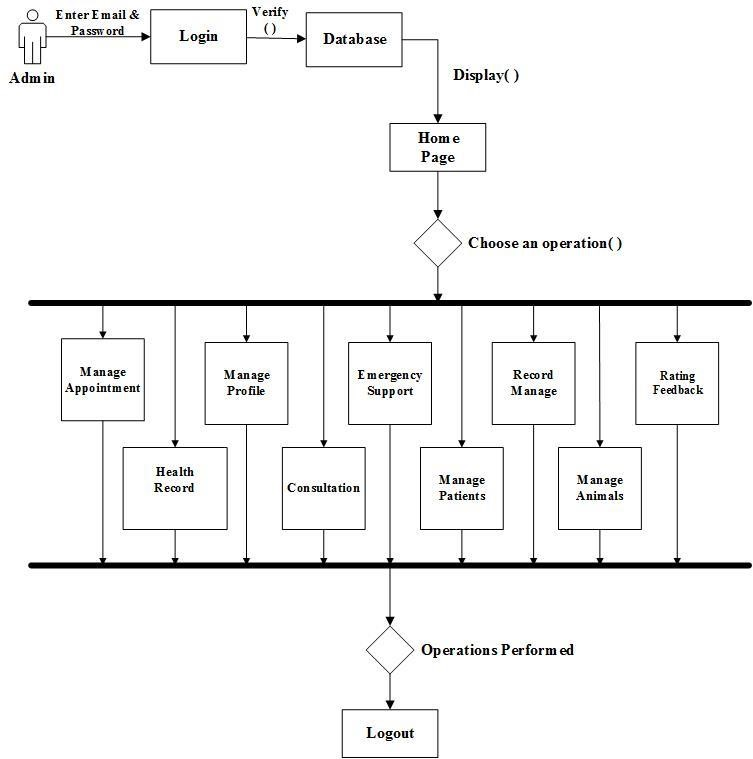 Enter Email &
Password
Admin
Login
Verify
( )
Database
Display( )
Home
Page
Choose an operation( )
Manage
Appointment
Manage
Profile
Emergency
Support
Record
Manage
Rating
Feedback
Health
Record
Consultation
Manage
Patients
Manage
Animals
Operations Performed
Logout